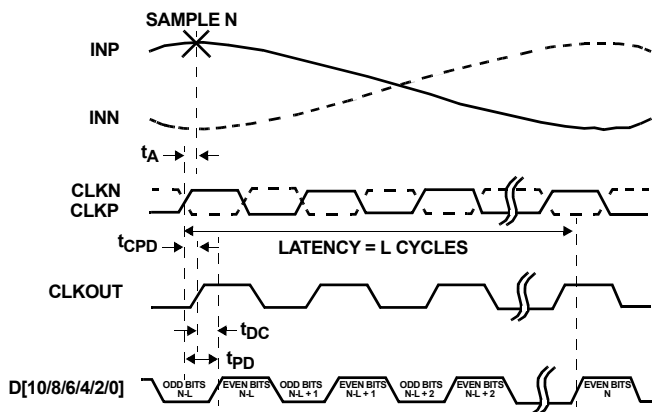 SAMPLE N
INP
INN
tA
CLKN
CLKP
tCPD
LATENCY = L CYCLES
CLKOUT
tDC
tPD
D[10/8/6/4/2/0]
ODD BITS N-L
EVEN BITS N-L
ODD BITS N-L + 1
EVEN BITS N-L + 1
ODD BITS N-L + 2
EVEN BITS N-L + 2
EVEN BITS N